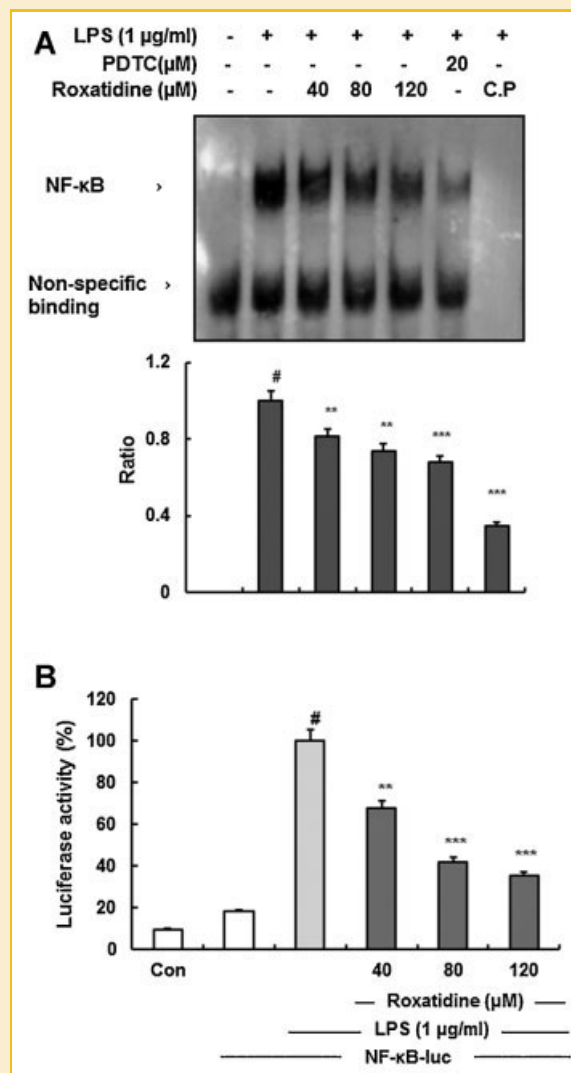 A
LPS (1 µg/ml) - + + + + + +
PDTC(µM) - - - - - 20 -
Roxatidine (µM) - - 40 80 120 - C.P
NF-κB ›
Non-specific ›
binding
1.2
0.8
0.4
0
Ratio
# ** ** *** ***
B
120
100
80
60
40
20
0
Luciferase activity (%)
# ** *** ***
Con 40 80 120
Roxatidine (µM)
LPS (1 µg/ml)
NF-κB-luc